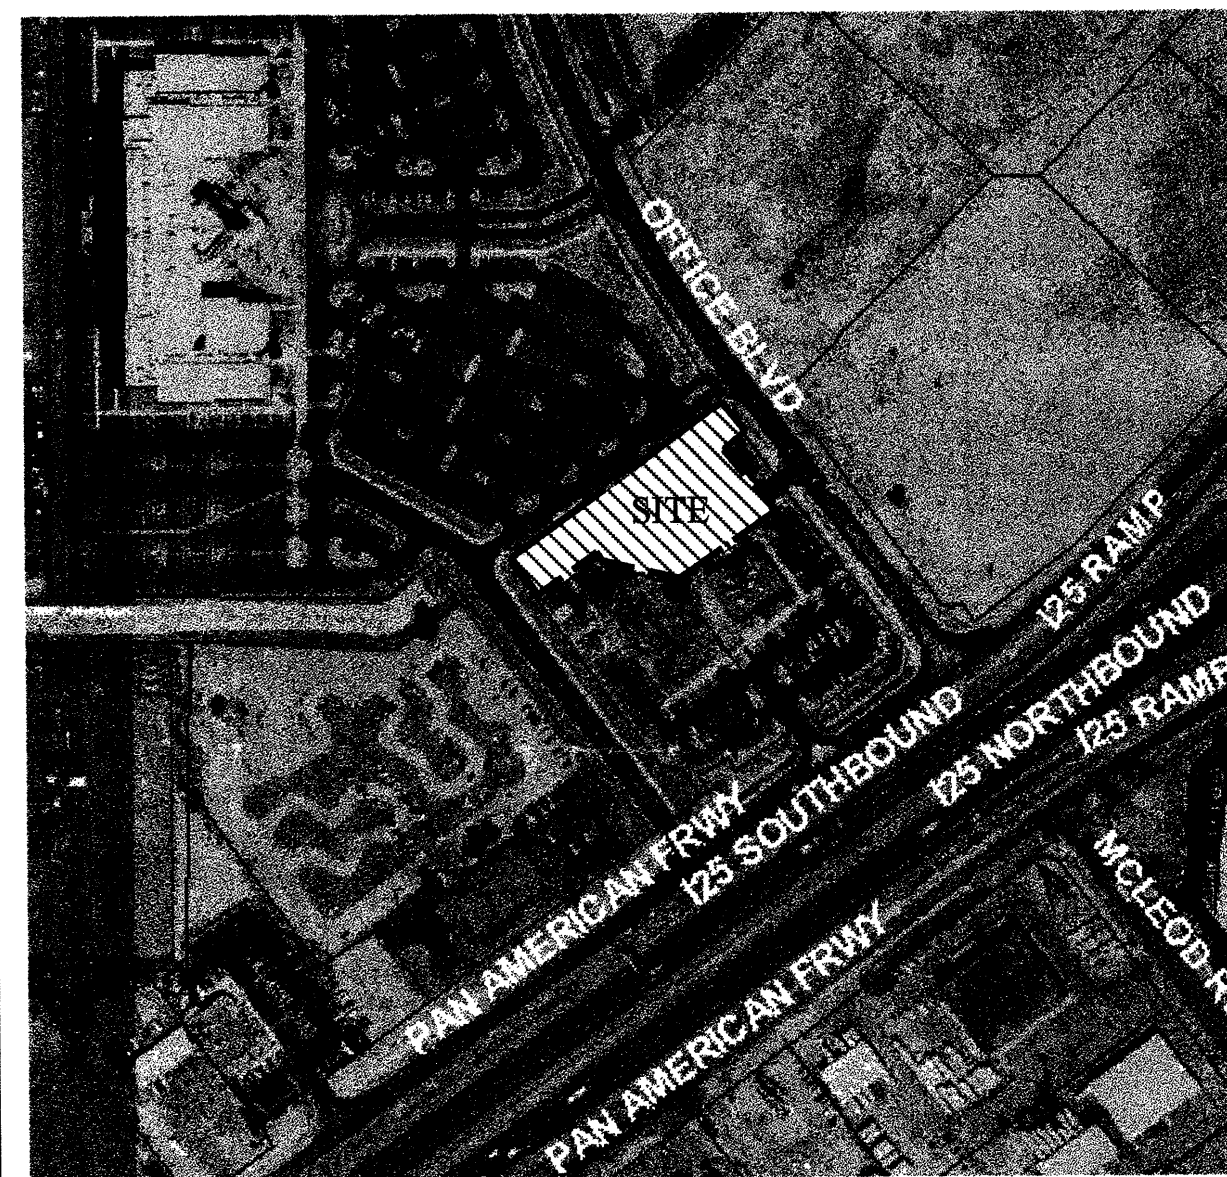 OFFICE BLVD
SITE
I25 RAMP
I25 NORTHBOUND
I25 RAMP
I25 SOUTHBOUND
PAN AMERICAN FRWY
PAN AMERICAN FRWY
MCLEOD R